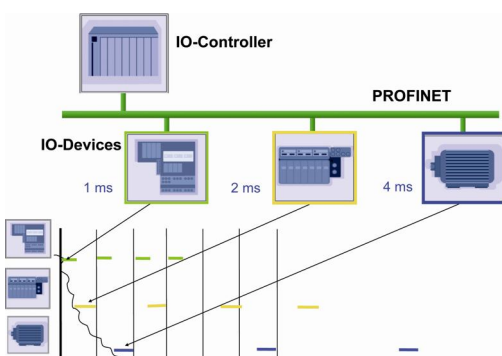 IO-Controller
PROFINET
IO-Devices
1 ms
2 ms
4 ms